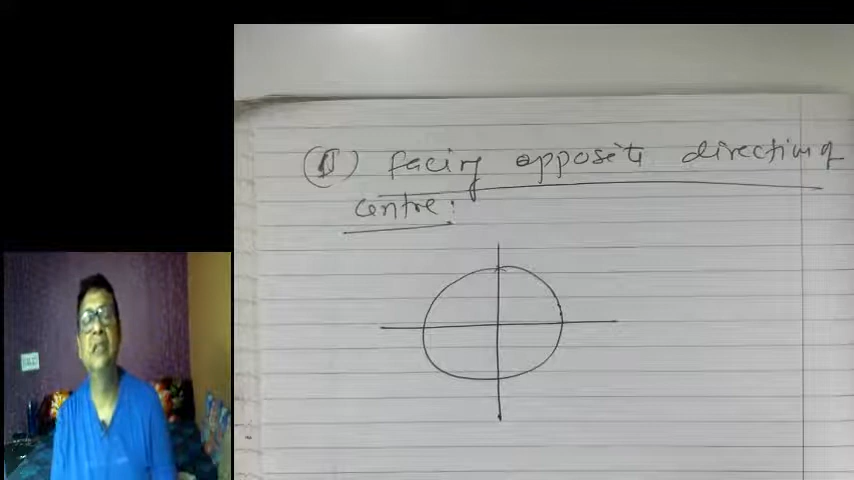 (II) facing opposite direction of
centre: